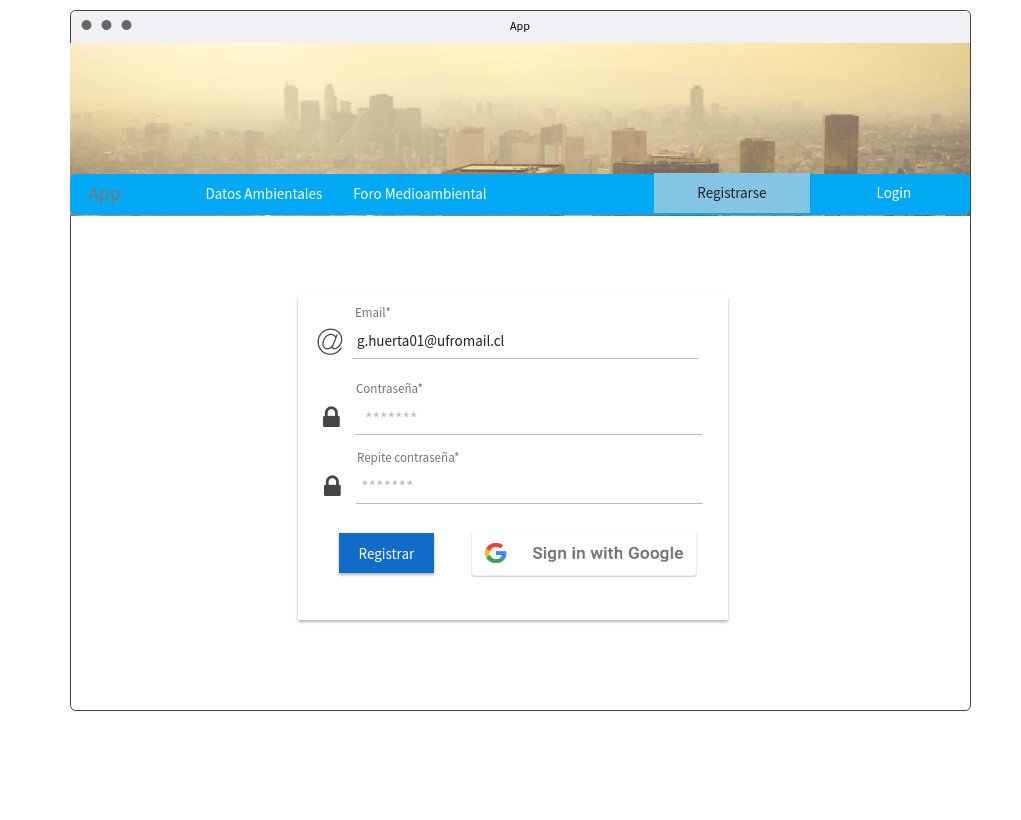 App
App
Datos Ambientales
Foro Medioambiental
Registrarse
Login
Email*
@
g.huerta01@ufromail.cl
Contraseña*
*******
Repite contraseña*
*******
Registrar
Sign in with Google